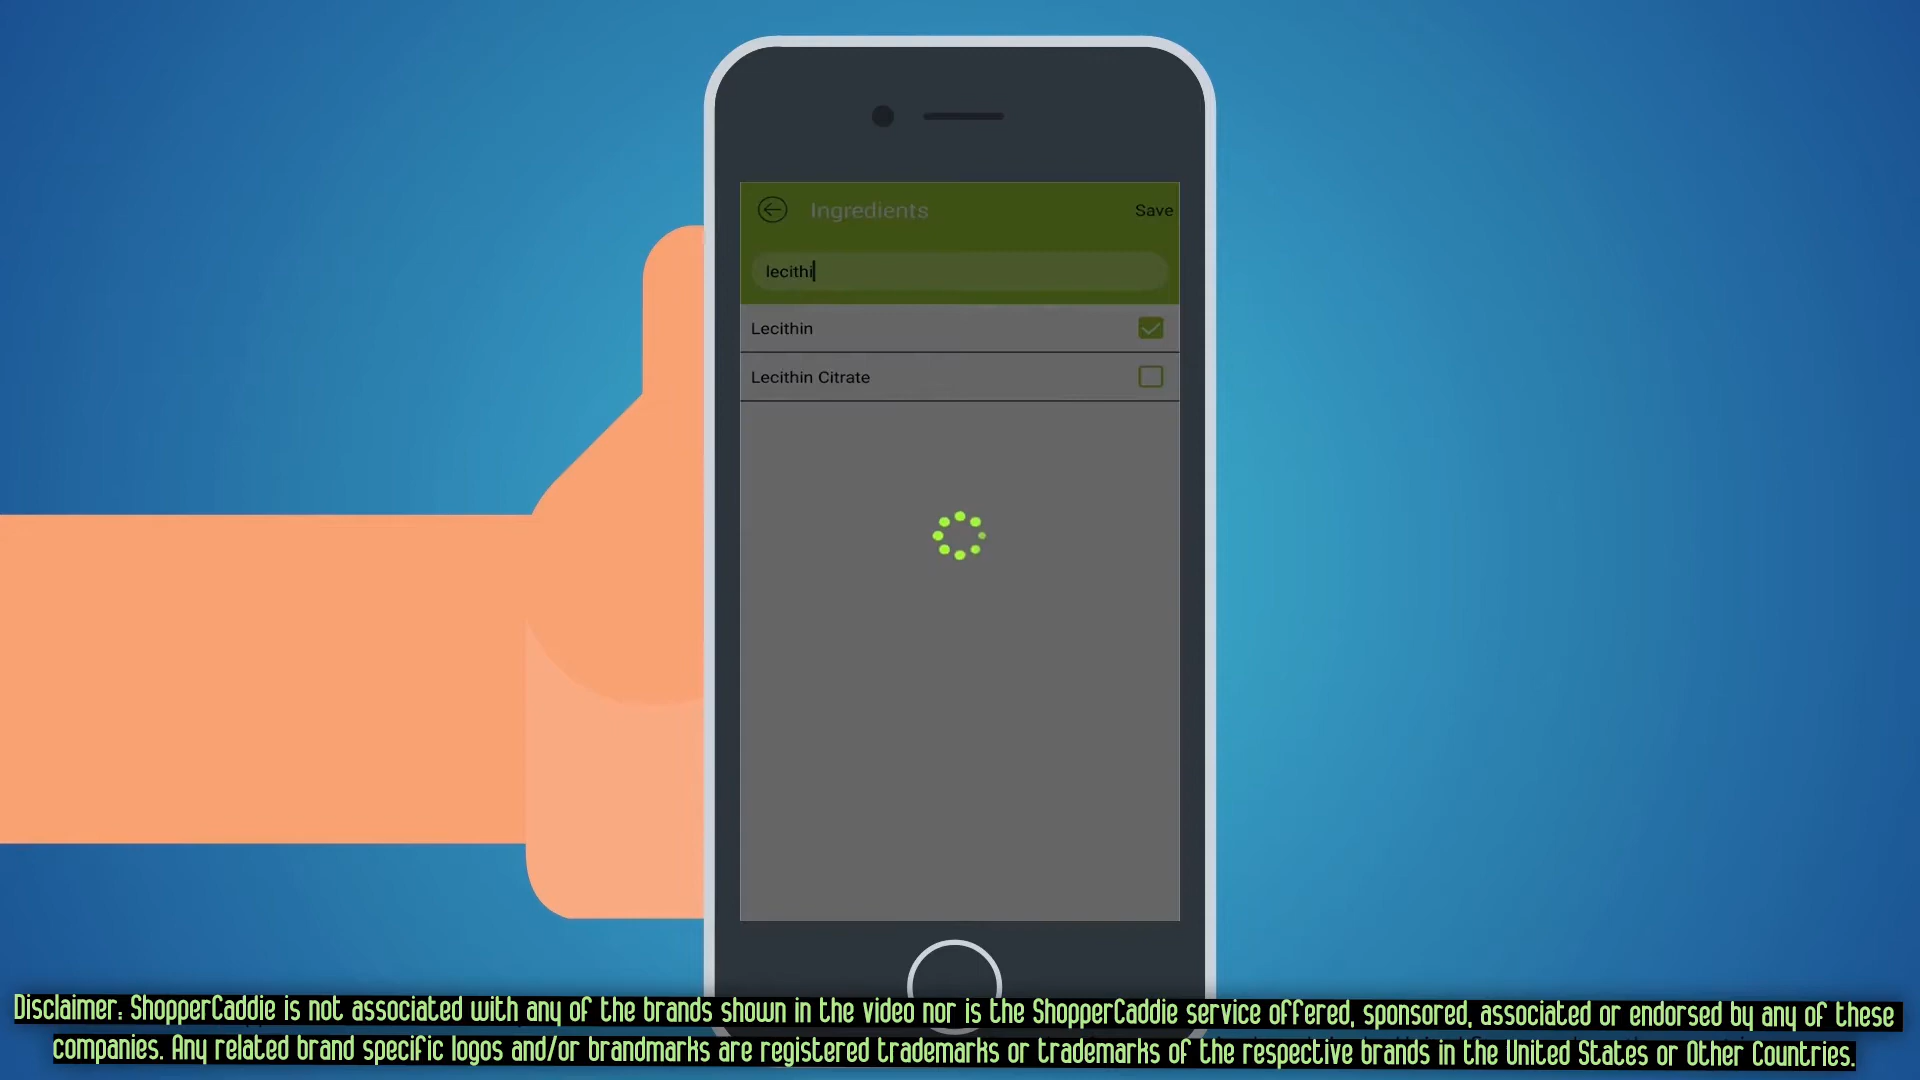 Ingredients
Save
lecithi
Lecithin
Lecithin Citrate
Disclaimer: ShopperCaddie is not associated with any of the brands shown in the video nor is the ShopperCaddie service offered, sponsored, associated or endorsed by any of these
companies. Any related brand specific logos and/or brandmarks are registered trademarks or trademarks of the respective brands in the United States or Other Countries.